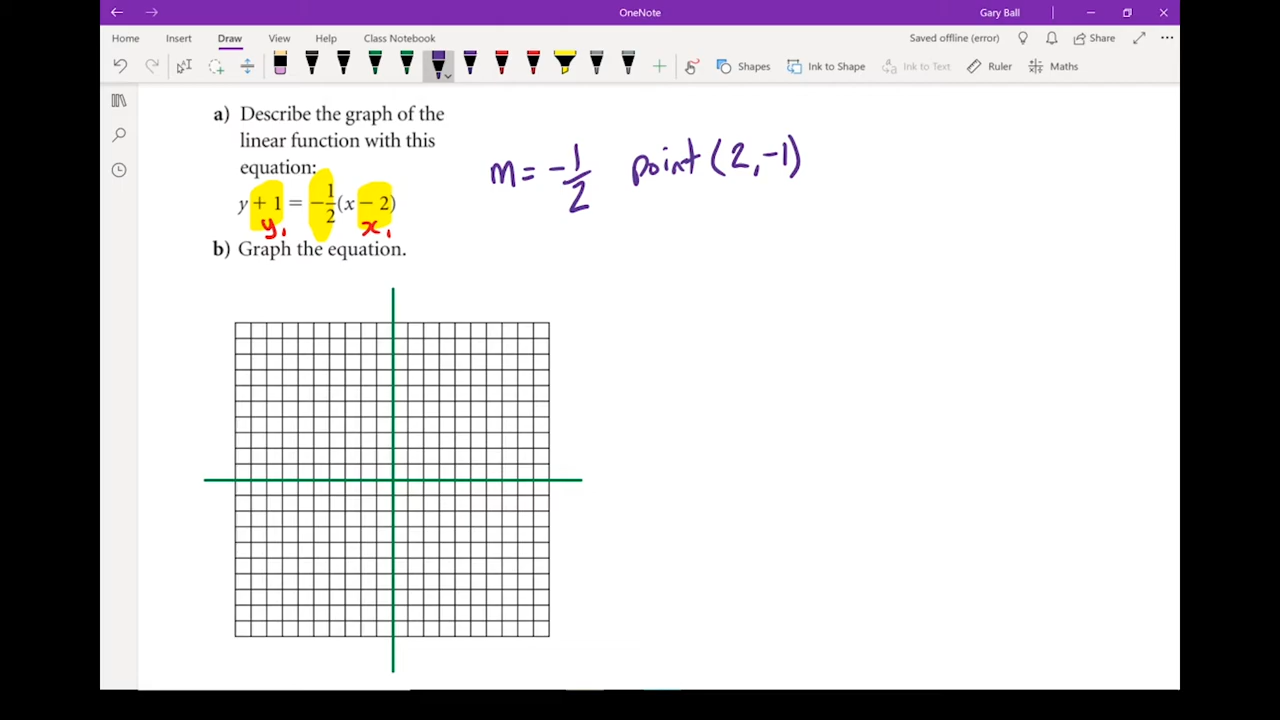 OneNote
Gary Ball
Home Insert Draw View Help Class Notebook
Saved offline (error) Share
Shapes Ink to Shape Ink to Text Ruler Maths
a) Describe the graph of the
linear function with this
equation:
y + 1 = -1/2(x - 2)
y₁ x₁
m = -1/2 point (2, -1)
b) Graph the equation.